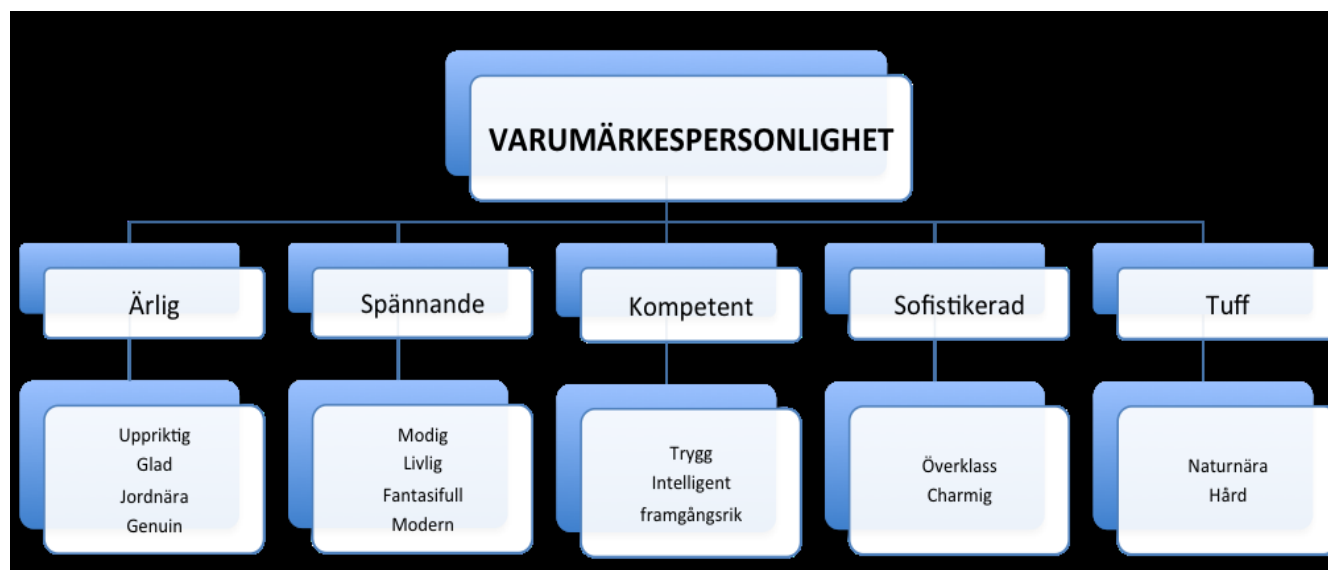 VARUMÄRKESPERSONLIGHET
Ärlig
Spännande
Kompetent
Sofistikerad
Tuff
Uppriktig
Glad
Jordnära
Genuin
Modig
Livlig
Fantasifull
Modern
Trygg
Intelligent
framgångsrik
Överklass
Charmig
Naturnära
Hård